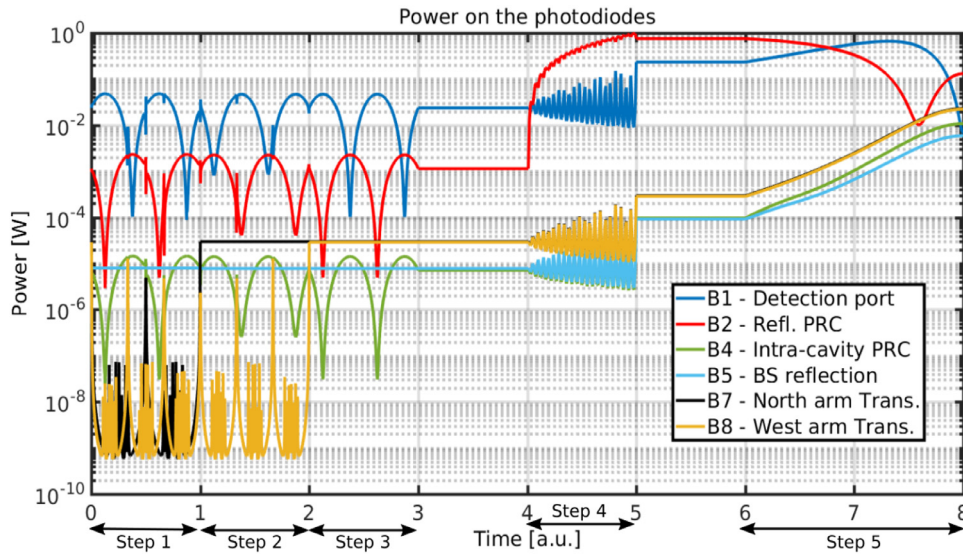 Power on the photodiodes
Power [W]
10^0
10^-2
10^-4
10^-6
10^-8
10^-10
B1 - Detection port
B2 - Refl. PRC
B4 - Intra-cavity PRC
B5 - BS reflection
B7 - North arm Trans.
B8 - West arm Trans.
0 1 2 3 4 5 6 7 8
Step 1 Step 2 Step 3 Time [a.u.] Step 4 Step 5